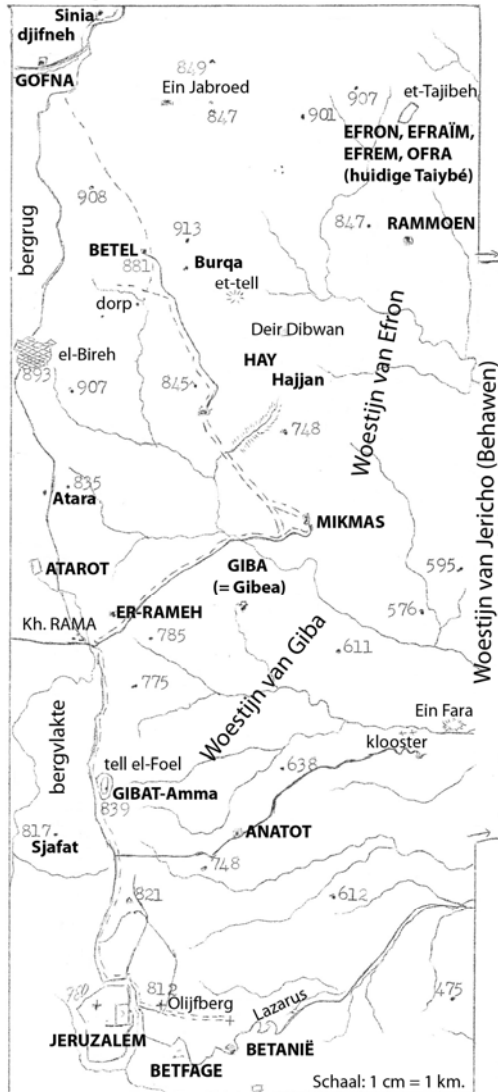 Sinia
djifneh
GOFNA
849
Ein Jabroed
847
901
907
et-Tajibeh
EFRON, EFRAÏM,
EFREM, OFRA
(huidige Taiybé)
908
847
RAMMOEN
bergrug
BETEL
881
913
Burqa
et-tell
dorp
Deir Dibwan
el-Bireh
893
907
845
HAY
Hajjan
748
Woestijn van Efron
Woestijn van Jericho (Behawen)
835
Atara
MIKMAS
ATAROT
GIBA
(= Gibea)
595
576
ER-RAMEH
Kh. RAMA
785
611
775
Woestijn van Giba
Ein Fara
klooster
bergvlakte
tell el-Foel
GIBAT-Amma
839
638
817
Sjafat
ANATOT
748
821
612
780
812
Olijfberg
Lazarus
475
JERUZALEM
BETFAGE
BETANIË
Schaal: 1 cm = 1 km.